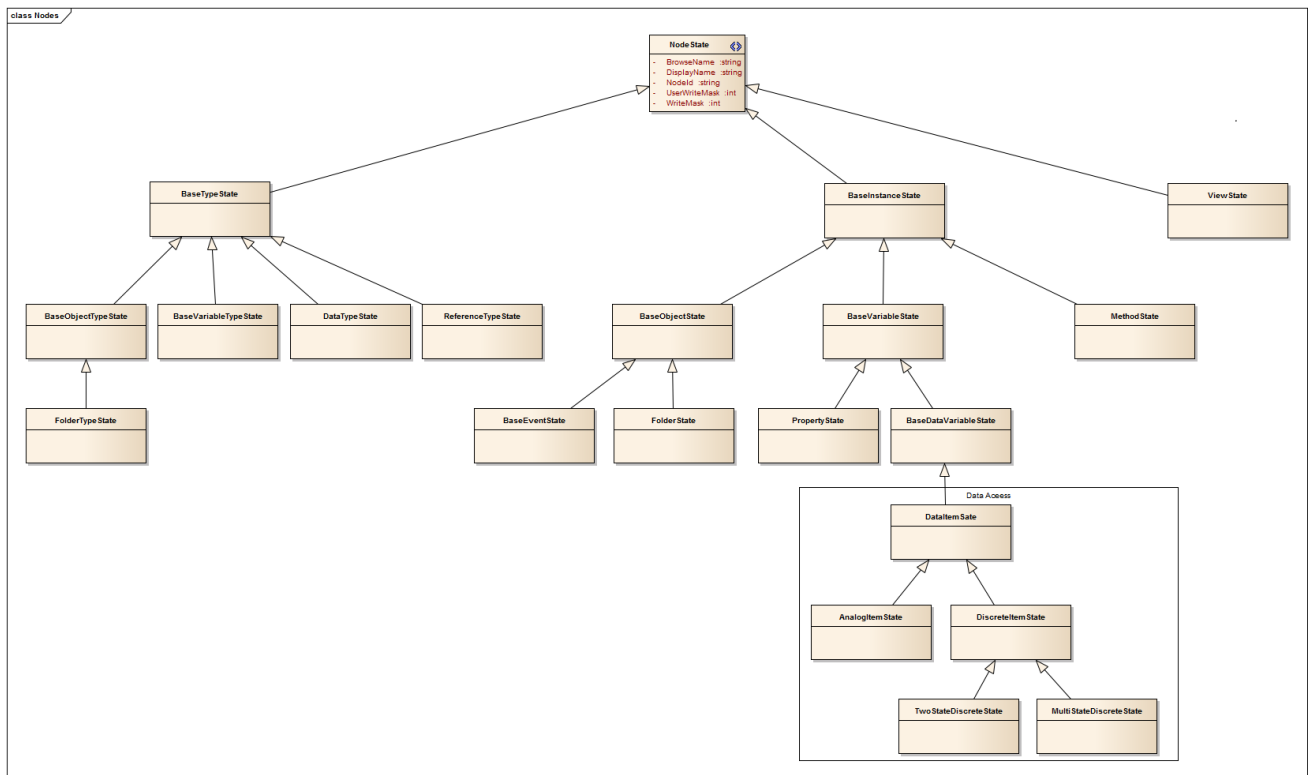 class Nodes
NodeState
- BrowseName :string
- DisplayName :string
- NodeId :string
- UserWriteMask :int
- WriteMask :int
BaseTypeState
BaseInstanceState
ViewState
BaseObjectTypeState
BaseVariableTypeState
DataTypeState
ReferenceTypeState
BaseObjectState
BaseVariableState
MethodState
FolderTypeState
BaseEventState
FolderState
PropertyState
BaseDataVariableState
Data Access
DataItemSate
AnalogItemState
DiscreteItemState
TwoStateDiscreteState
MultiStateDiscreteState